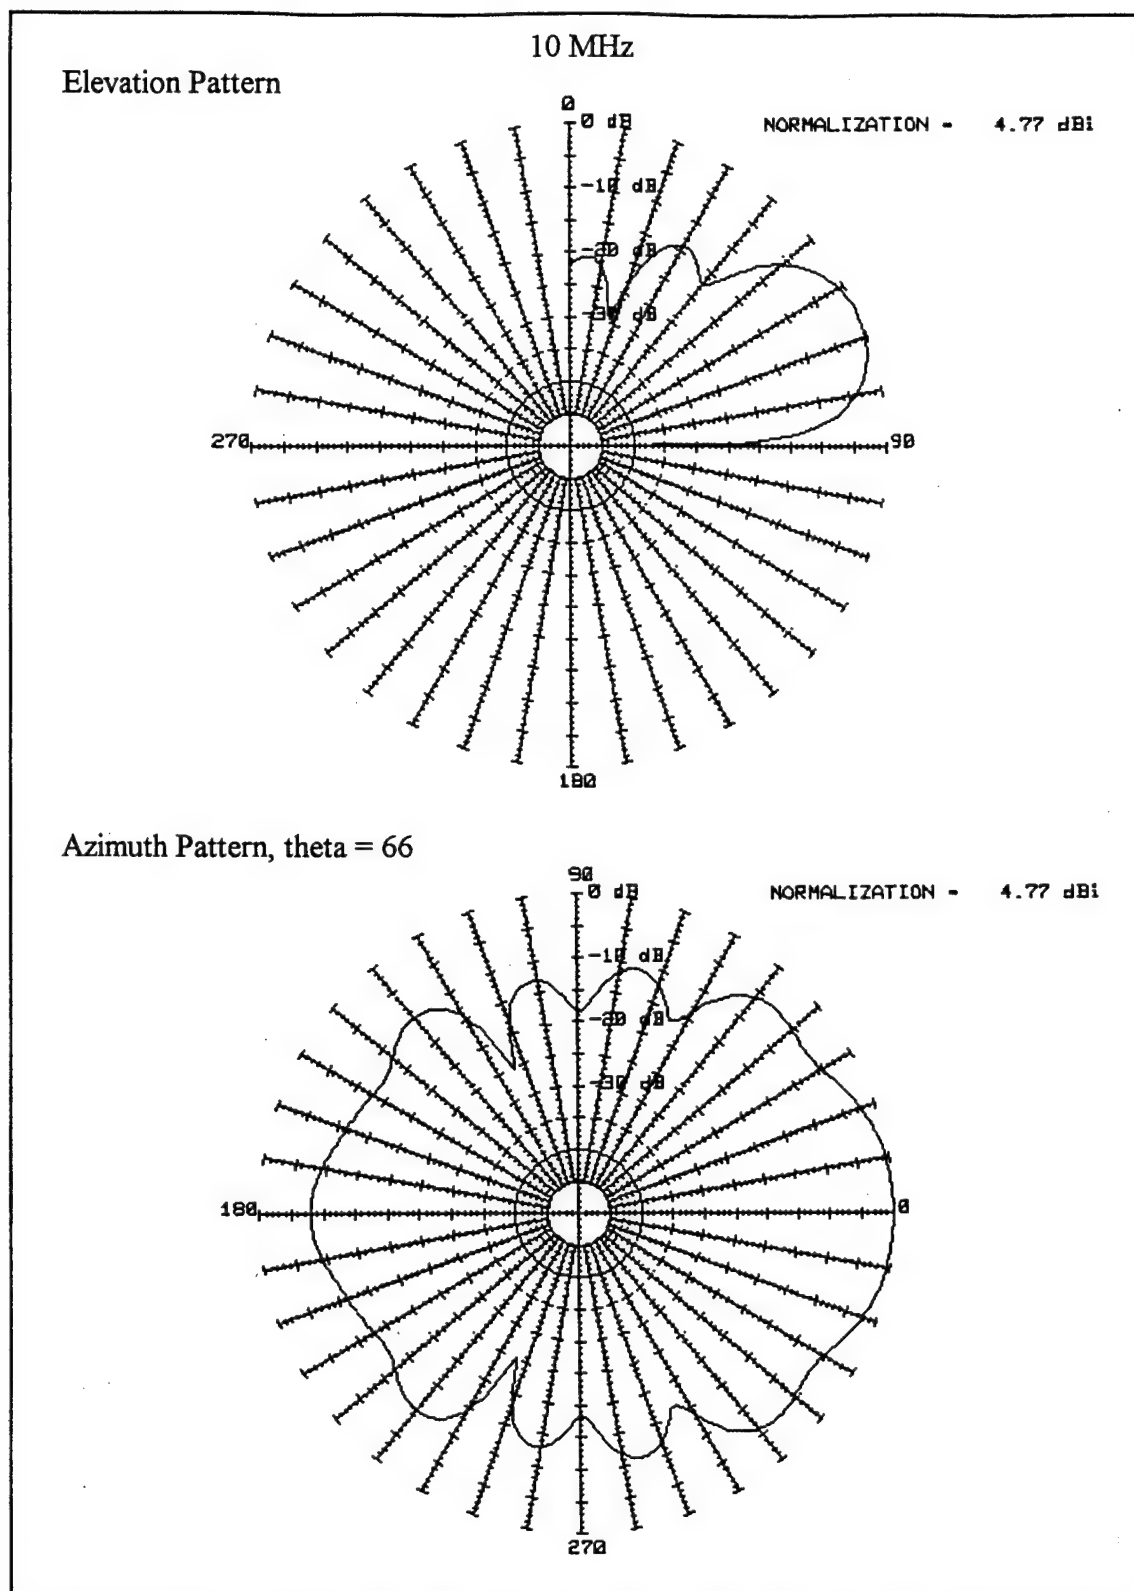 10 MHz
Elevation Pattern
0
0 dB
NORMALIZATION - 4.77 dBi
-10 dB
-20 dB
-30 dB
270
90
180
Azimuth Pattern, theta = 66
90
0 dB
NORMALIZATION - 4.77 dBi
-10 dB
-20 dB
-30 dB
180
0
270